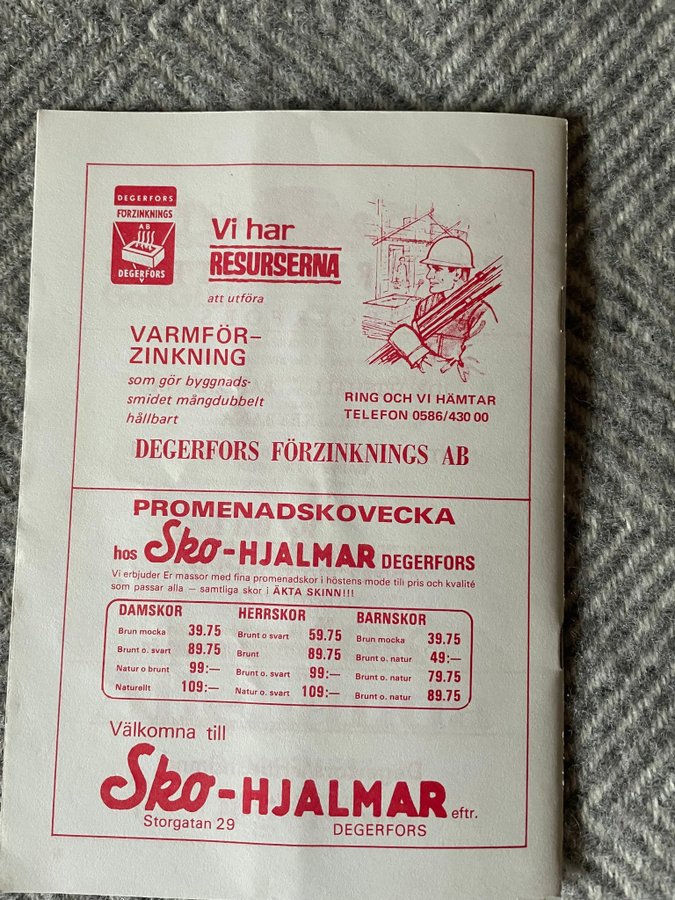 DEGERFORS
FÖRZINKNINGS
AB
DEGERFORS
Vi har
RESURSERNA
att utföra
VARMFÖR-
ZINKNING
som gör byggnads-
smidet mångdubbelt
hållbart
RING OCH VI HÄMTAR
TELEFON 0586/430 00
DEGERFORS FÖRZINKNINGS AB
PROMENADSKOVECKA
hos Sko-HJALMAR DEGERFORS
Vi erbjuder Er massor med fina promenadskor i höstens mode till pris och kvalité
som passar alla – samtliga skor i ÄKTA SKINN!!!
DAMSKOR
Brun mocka 39.75
Brunt o. svart 89.75
Natur o brunt 99:—
Naturellt 109:—
HERRSKOR
Brunt o svart 59.75
Brunt 89.75
Brunt o. svart 99:—
Natur o. svart 109:—
BARNSKOR
Brun mocka 39.75
Brunt o. natur 49:—
Brunt o. natur 79.75
Brunt o. natur 89.75
Välkomna till
Sko-HJALMAR eftr.
Storgatan 29 DEGERFORS